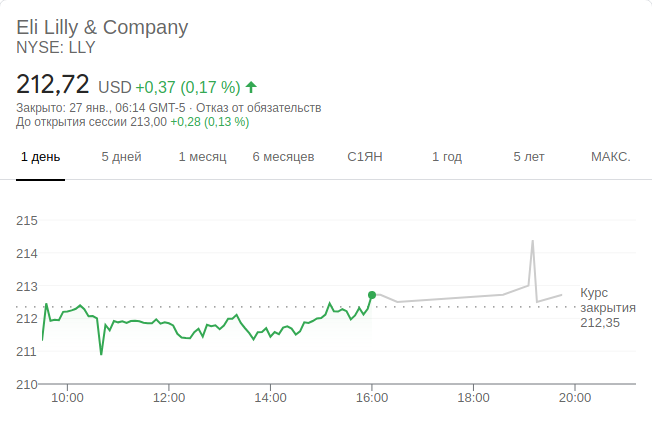 Eli Lilly & Company
NYSE: LLY
212,72 USD +0,37 (0,17 %)
Закрыто: 27 янв., 06:14 GMT-5 · Отказ от обязательств
До открытия сессии 213,00 +0,28 (0,13 %)
1 день 5 дней 1 месяц 6 месяцев С1ЯН 1 год 5 лет МАКС.
215
214
213
212
211
210
Курс
закрытия
212,35
10:00 12:00 14:00 16:00 18:00 20:00